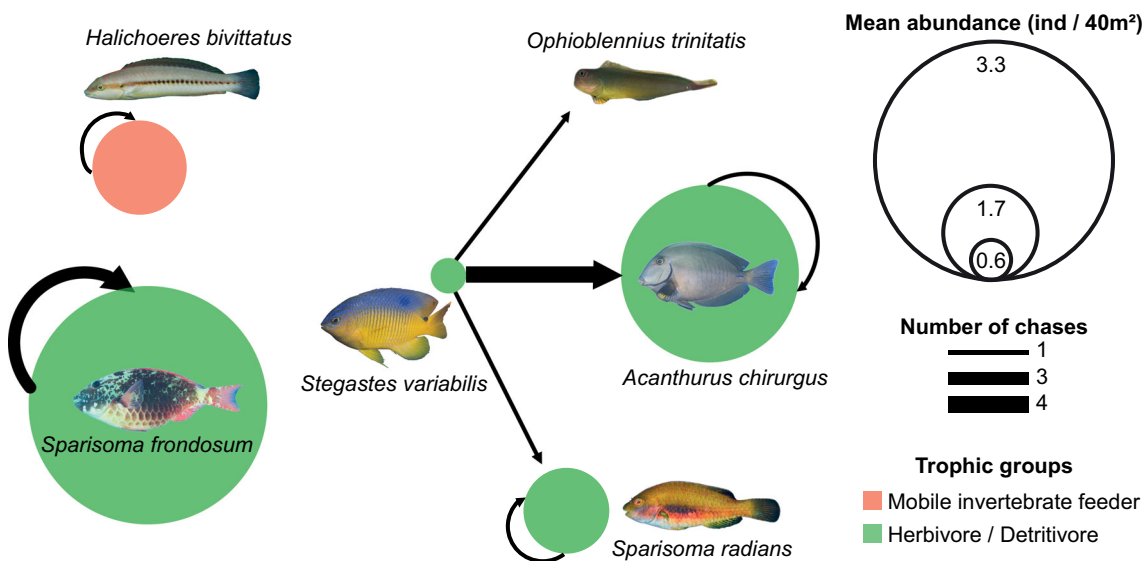 Halichoeres bivittatus
Ophioblennius trinitatis
Stegastes variabilis
Acanthurus chirurgus
Sparisoma frondosum
Sparisoma radians
Mean abundance (ind / 40m²)
3.3
1.7
0.6
Number of chases
1
3
4
Trophic groups
Mobile invertebrate feeder
Herbivore / Detritivore